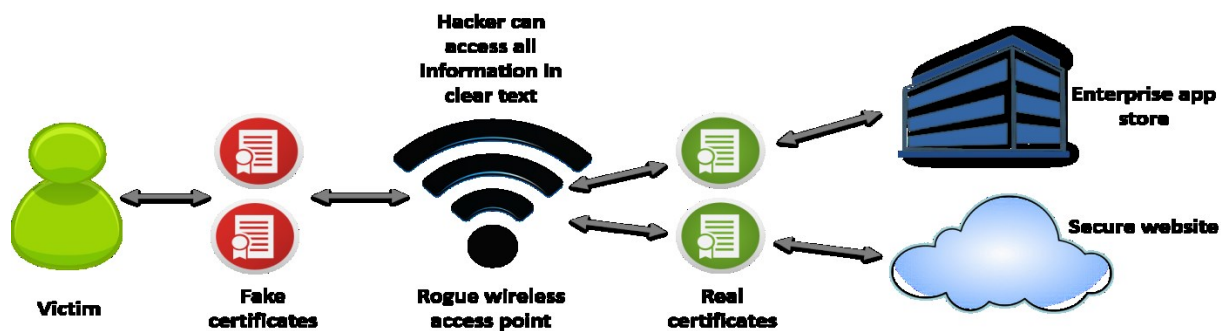 Hacker can
access all
information in
clear text
Enterprise app
store
Secure website
Victim
Fake
certificates
Rogue wireless
access point
Real
certificates